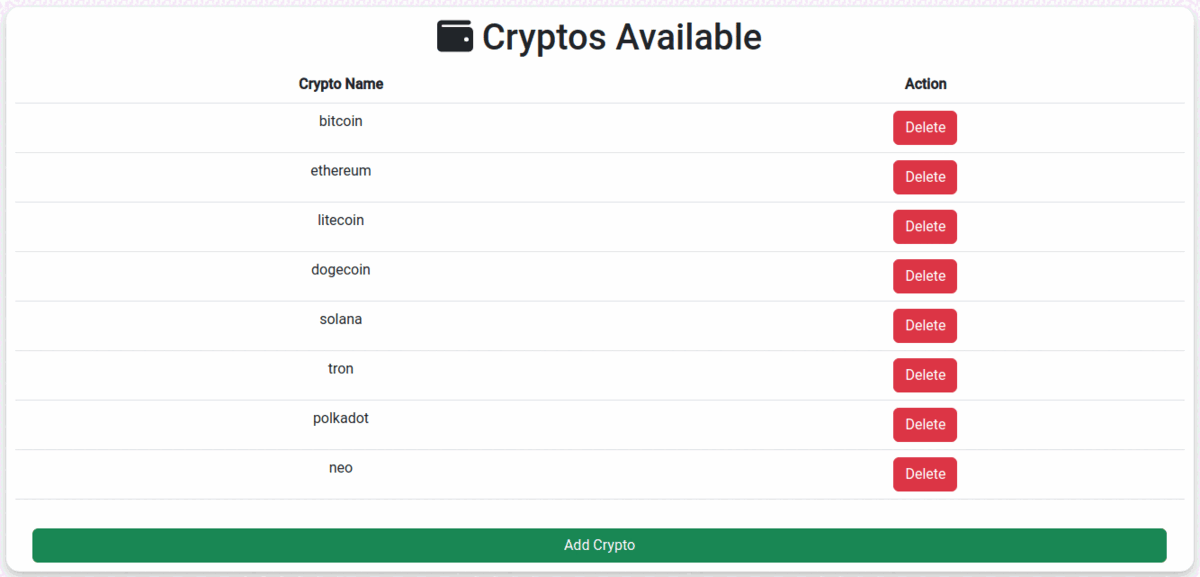 Cryptos Available
Crypto Name Action
bitcoin Delete
ethereum Delete
litecoin Delete
dogecoin Delete
solana Delete
tron Delete
polkadot Delete
neo Delete
Add Crypto